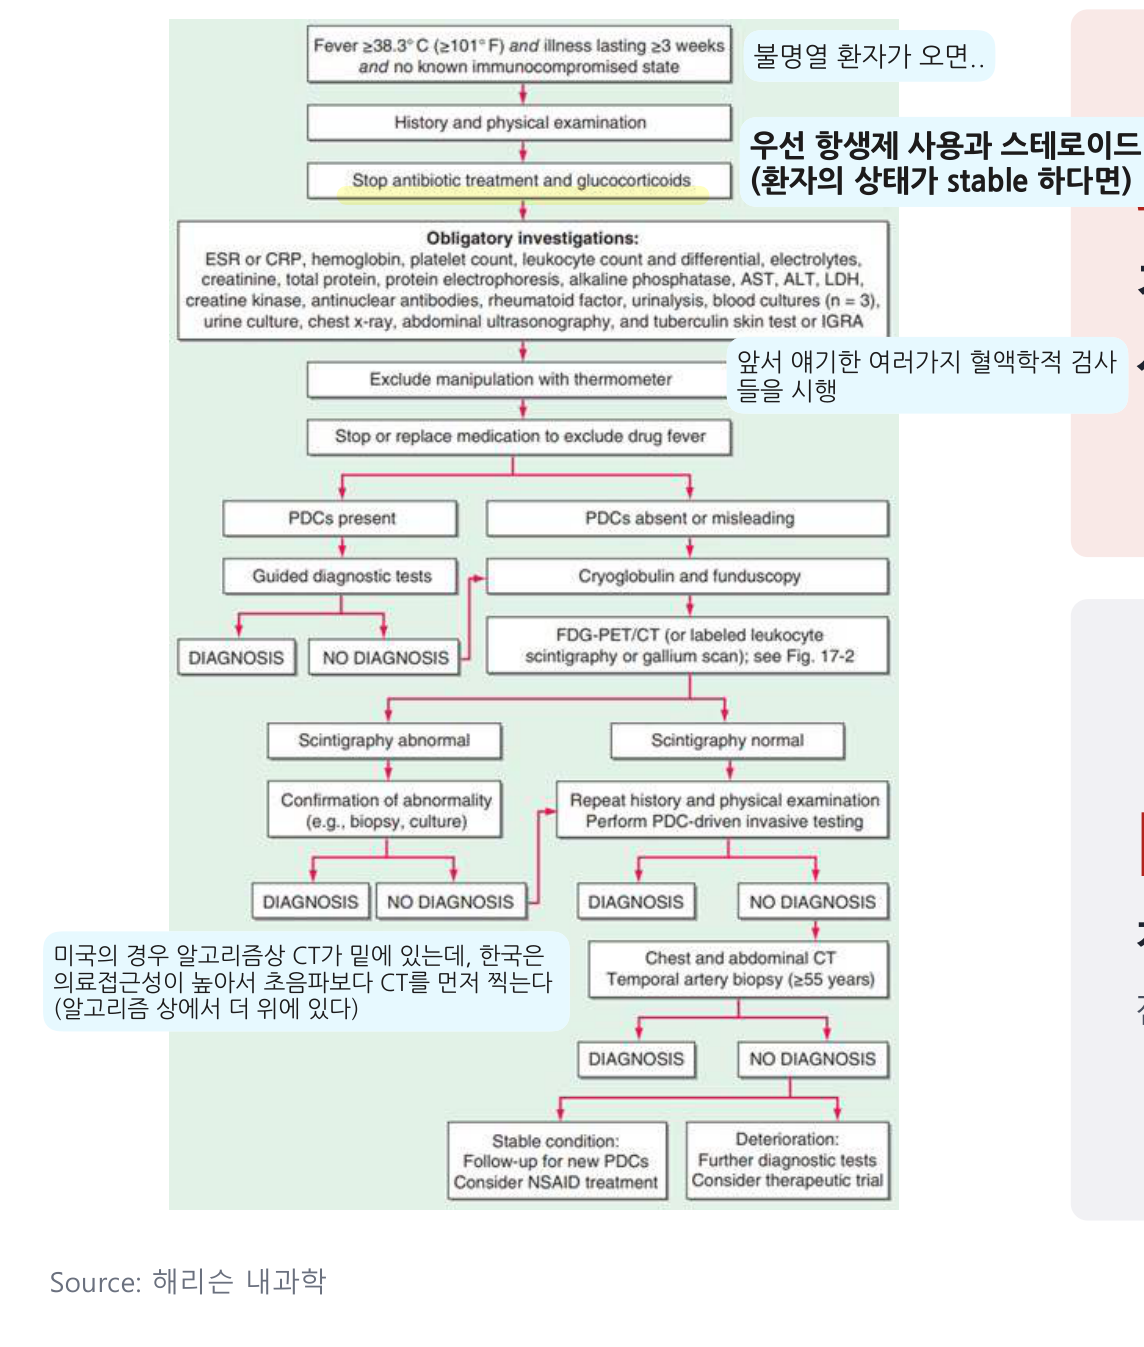 Fever ≥38.3° C (≥101° F) and illness lasting ≥3 weeks
and no known immunocompromised state
불명열 환자가 오면..
History and physical examination
우선 항생제 사용과 스테로이드
(환자의 상태가 stable 하다면)
Stop antibiotic treatment and glucocorticoids
Obligatory investigations:
ESR or CRP, hemoglobin, platelet count, leukocyte count and differential, electrolytes,
creatinine, total protein, protein electrophoresis, alkaline phosphatase, AST, ALT, LDH,
creatine kinase, antinuclear antibodies, rheumatoid factor, urinalysis, blood cultures (n = 3),
urine culture, chest x-ray, abdominal ultrasonography, and tuberculin skin test or IGRA
앞서 얘기한 여러가지 혈액학적 검사
들을 시행
Exclude manipulation with thermometer
Stop or replace medication to exclude drug fever
PDCs present
PDCs absent or misleading
Guided diagnostic tests
Cryoglobulin and funduscopy
DIAGNOSIS
NO DIAGNOSIS
FDG-PET/CT (or labeled leukocyte
scintigraphy or gallium scan); see Fig. 17-2
Scintigraphy abnormal
Scintigraphy normal
Confirmation of abnormality
(e.g., biopsy, culture)
Repeat history and physical examination
Perform PDC-driven invasive testing
DIAGNOSIS
NO DIAGNOSIS
DIAGNOSIS
NO DIAGNOSIS
미국의 경우 알고리즘상 CT가 밑에 있는데, 한국은
의료접근성이 높아서 초음파보다 CT를 먼저 찍는다
(알고리즘 상에서 더 위에 있다)
Chest and abdominal CT
Temporal artery biopsy (≥55 years)
DIAGNOSIS
NO DIAGNOSIS
Stable condition:
Follow-up for new PDCs
Consider NSAID treatment
Deterioration:
Further diagnostic tests
Consider therapeutic trial
Source: 해리슨 내과학